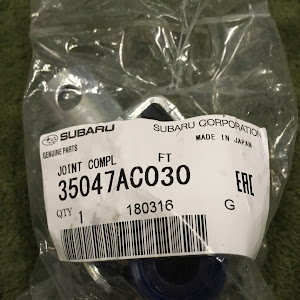 SUBARU
SUBARU CORPORATION
GENUINE PARTS
MADE IN JAPAN
JOINT COMPL FT
35047AC030
EAC
QTY 1 180316 G